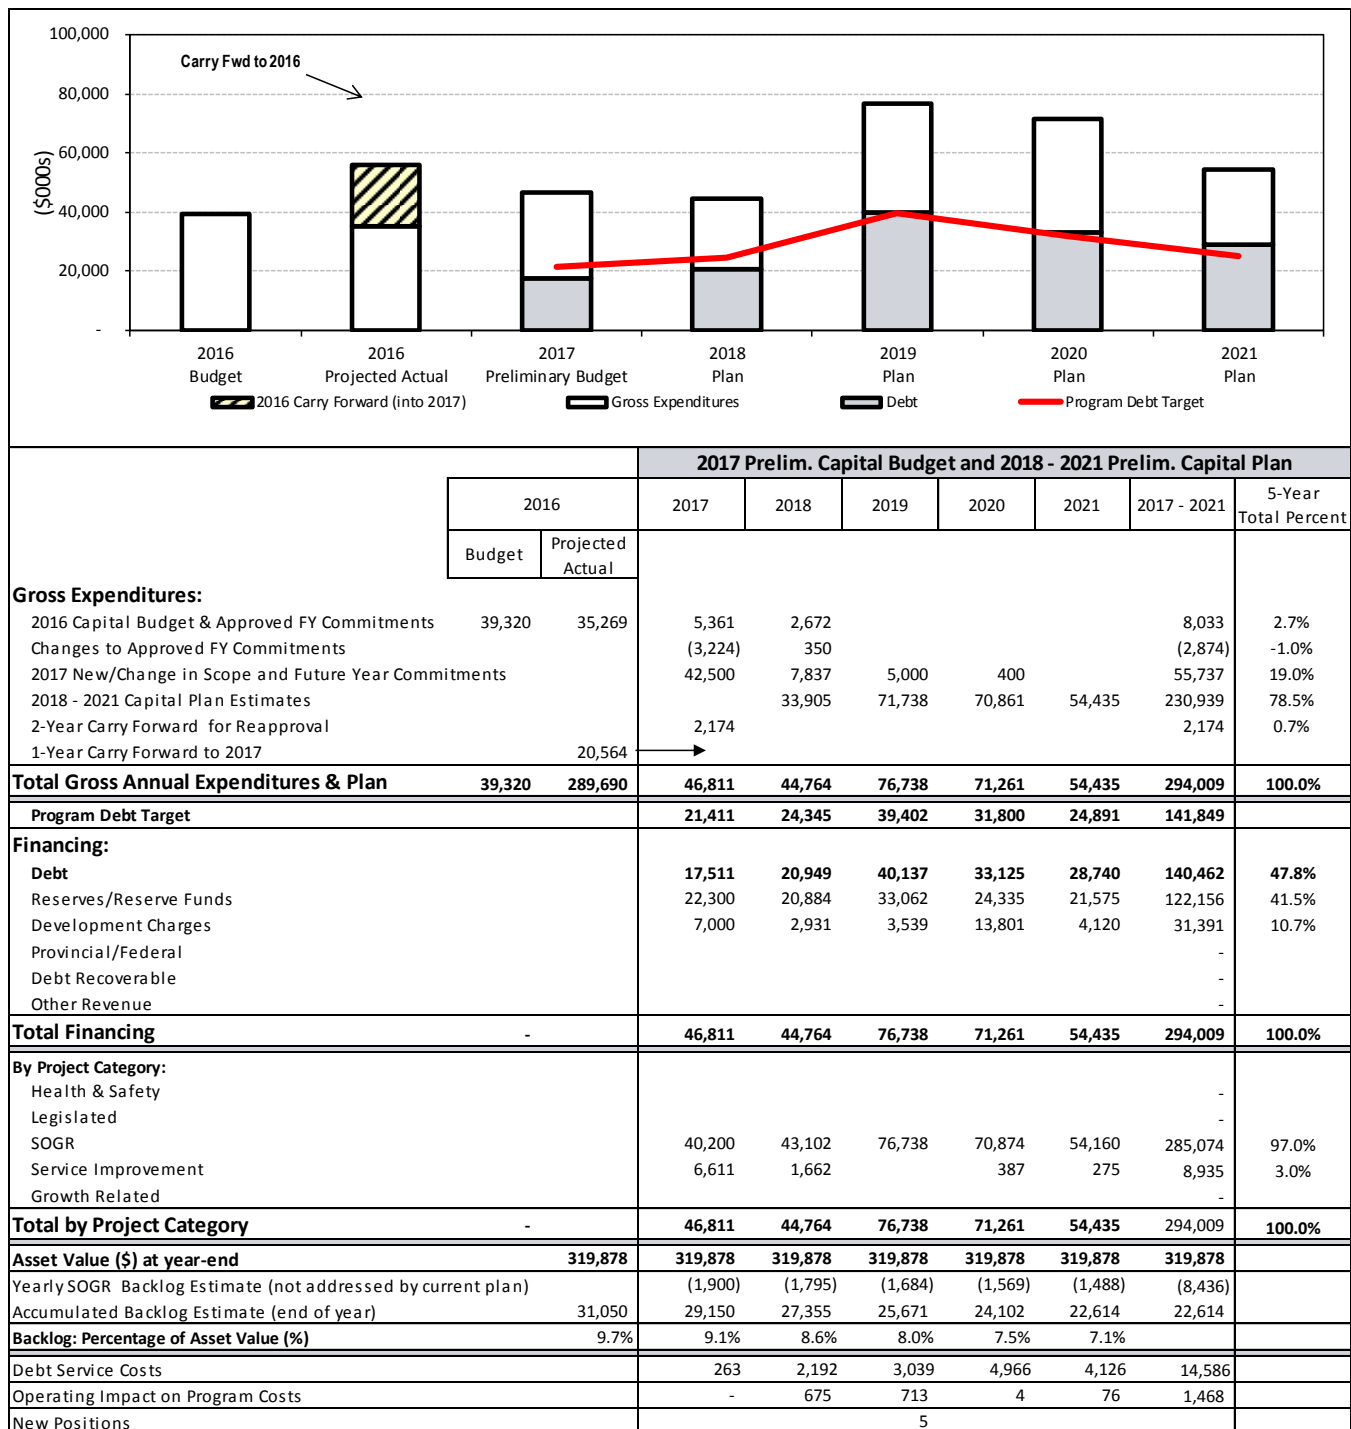 100,000
80,000
60,000
40,000
20,000
-
($000s)
Carry Fwd to 2016
2016 Budget
2016 Projected Actual
2017 Preliminary Budget
2018 Plan
2019 Plan
2020 Plan
2021 Plan
2016 Carry Forward (into 2017) Gross Expenditures Debt Program Debt Target
2017 Prelim. Capital Budget and 2018 - 2021 Prelim. Capital Plan
2016 2017 2018 2019 2020 2021 2017 - 2021 5-Year Total Percent
Budget Projected Actual
Gross Expenditures:
2016 Capital Budget & Approved FY Commitments 39,320 35,269 5,361 2,672 8,033 2.7%
Changes to Approved FY Commitments (3,224) 350 (2,874) -1.0%
2017 New/Change in Scope and Future Year Commitments 42,500 7,837 5,000 400 55,737 19.0%
2018 - 2021 Capital Plan Estimates 33,905 71,738 70,861 54,435 230,939 78.5%
2-Year Carry Forward for Reapproval 2,174 2,174 0.7%
1-Year Carry Forward to 2017 20,564
Total Gross Annual Expenditures & Plan 39,320 289,690 46,811 44,764 76,738 71,261 54,435 294,009 100.0%
Program Debt Target 21,411 24,345 39,402 31,800 24,891 141,849
Financing:
Debt 17,511 20,949 40,137 33,125 28,740 140,462 47.8%
Reserves/Reserve Funds 22,300 20,884 33,062 24,335 21,575 122,156 41.5%
Development Charges 7,000 2,931 3,539 13,801 4,120 31,391 10.7%
Provincial/Federal -
Debt Recoverable -
Other Revenue -
Total Financing - 46,811 44,764 76,738 71,261 54,435 294,009 100.0%
By Project Category:
Health & Safety -
Legislated -
SOGR 40,200 43,102 76,738 70,874 54,160 285,074 97.0%
Service Improvement 6,611 1,662 387 275 8,935 3.0%
Growth Related -
Total by Project Category - 46,811 44,764 76,738 71,261 54,435 294,009 100.0%
Asset Value ($) at year-end 319,878 319,878 319,878 319,878 319,878 319,878 319,878
Yearly SOGR Backlog Estimate (not addressed by current plan) (1,900) (1,795) (1,684) (1,569) (1,488) (8,436)
Accumulated Backlog Estimate (end of year) 31,050 29,150 27,355 25,671 24,102 22,614 22,614
Backlog: Percentage of Asset Value (%) 9.7% 9.1% 8.6% 8.0% 7.5% 7.1%
Debt Service Costs 263 2,192 3,039 4,966 4,126 14,586
Operating Impact on Program Costs - 675 713 4 76 1,468
New Positions 5